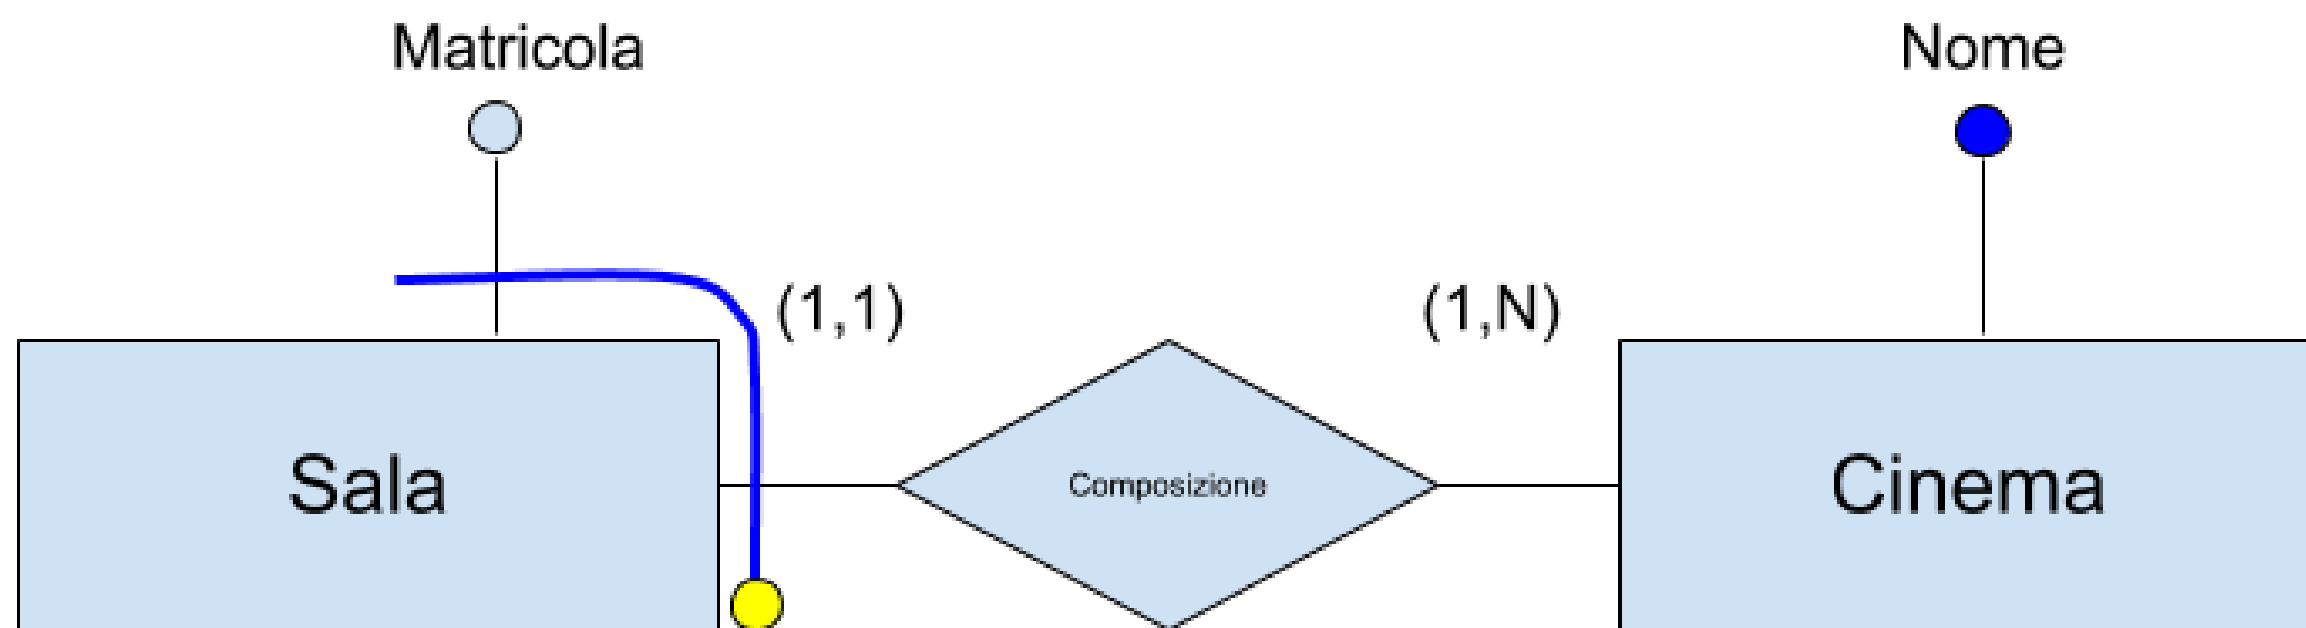 Matricola
Nome
(1,1)
(1,N)
Sala
Composizione
Cinema